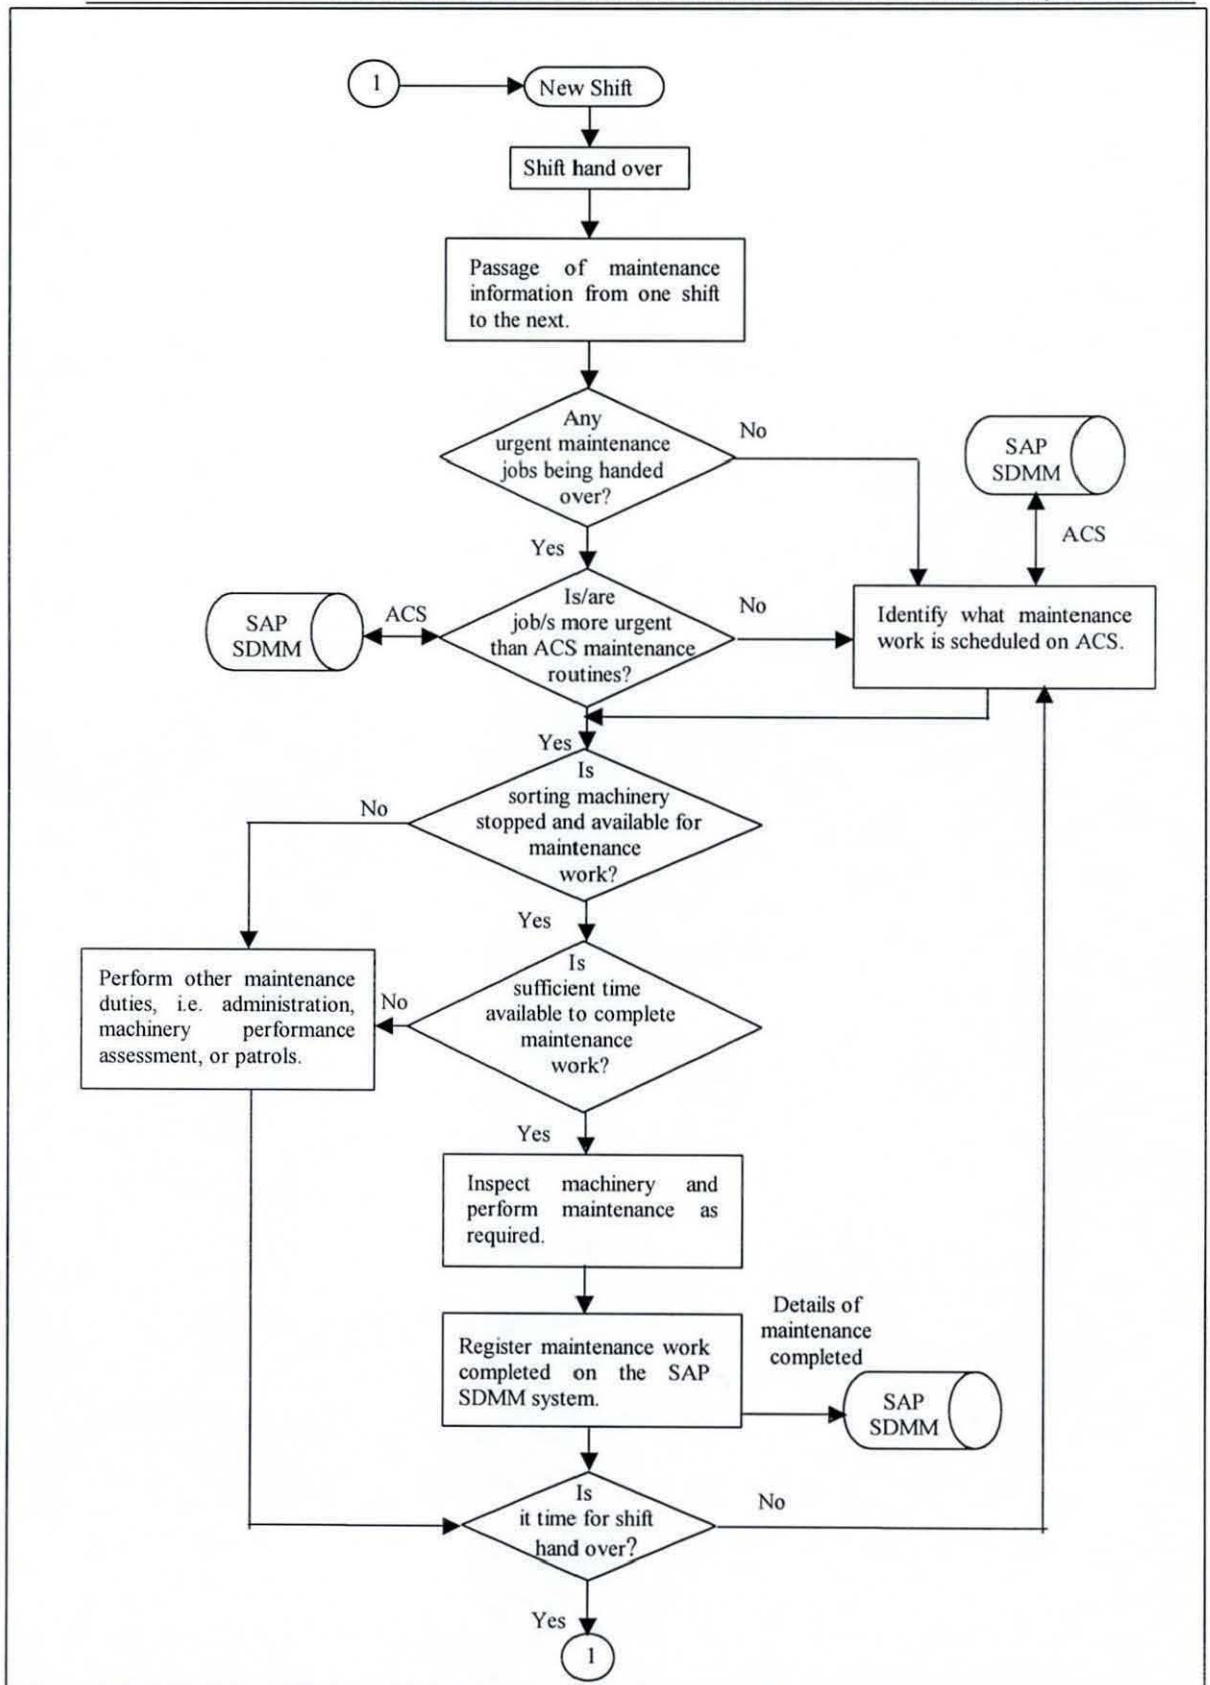 1
New Shift
Shift hand over
Passage of maintenance
information from one shift
to the next.
Any
urgent maintenance
jobs being handed
over?
No
SAP
SDMM
ACS
Yes
Is/are
job/s more urgent
than ACS maintenance
routines?
No
ACS
SAP
SDMM
Identify what maintenance
work is scheduled on ACS.
Yes
Is
sorting machinery
stopped and available for
maintenance
work?
No
Yes
Is
sufficient time
available to complete
maintenance
work?
No
Perform other maintenance
duties, i.e. administration,
machinery performance
assessment, or patrols.
Yes
Inspect machinery and
perform maintenance as
required.
Register maintenance work
completed on the SAP
SDMM system.
Details of
maintenance
completed
SAP
SDMM
Is
it time for shift
hand over?
No
Yes
1